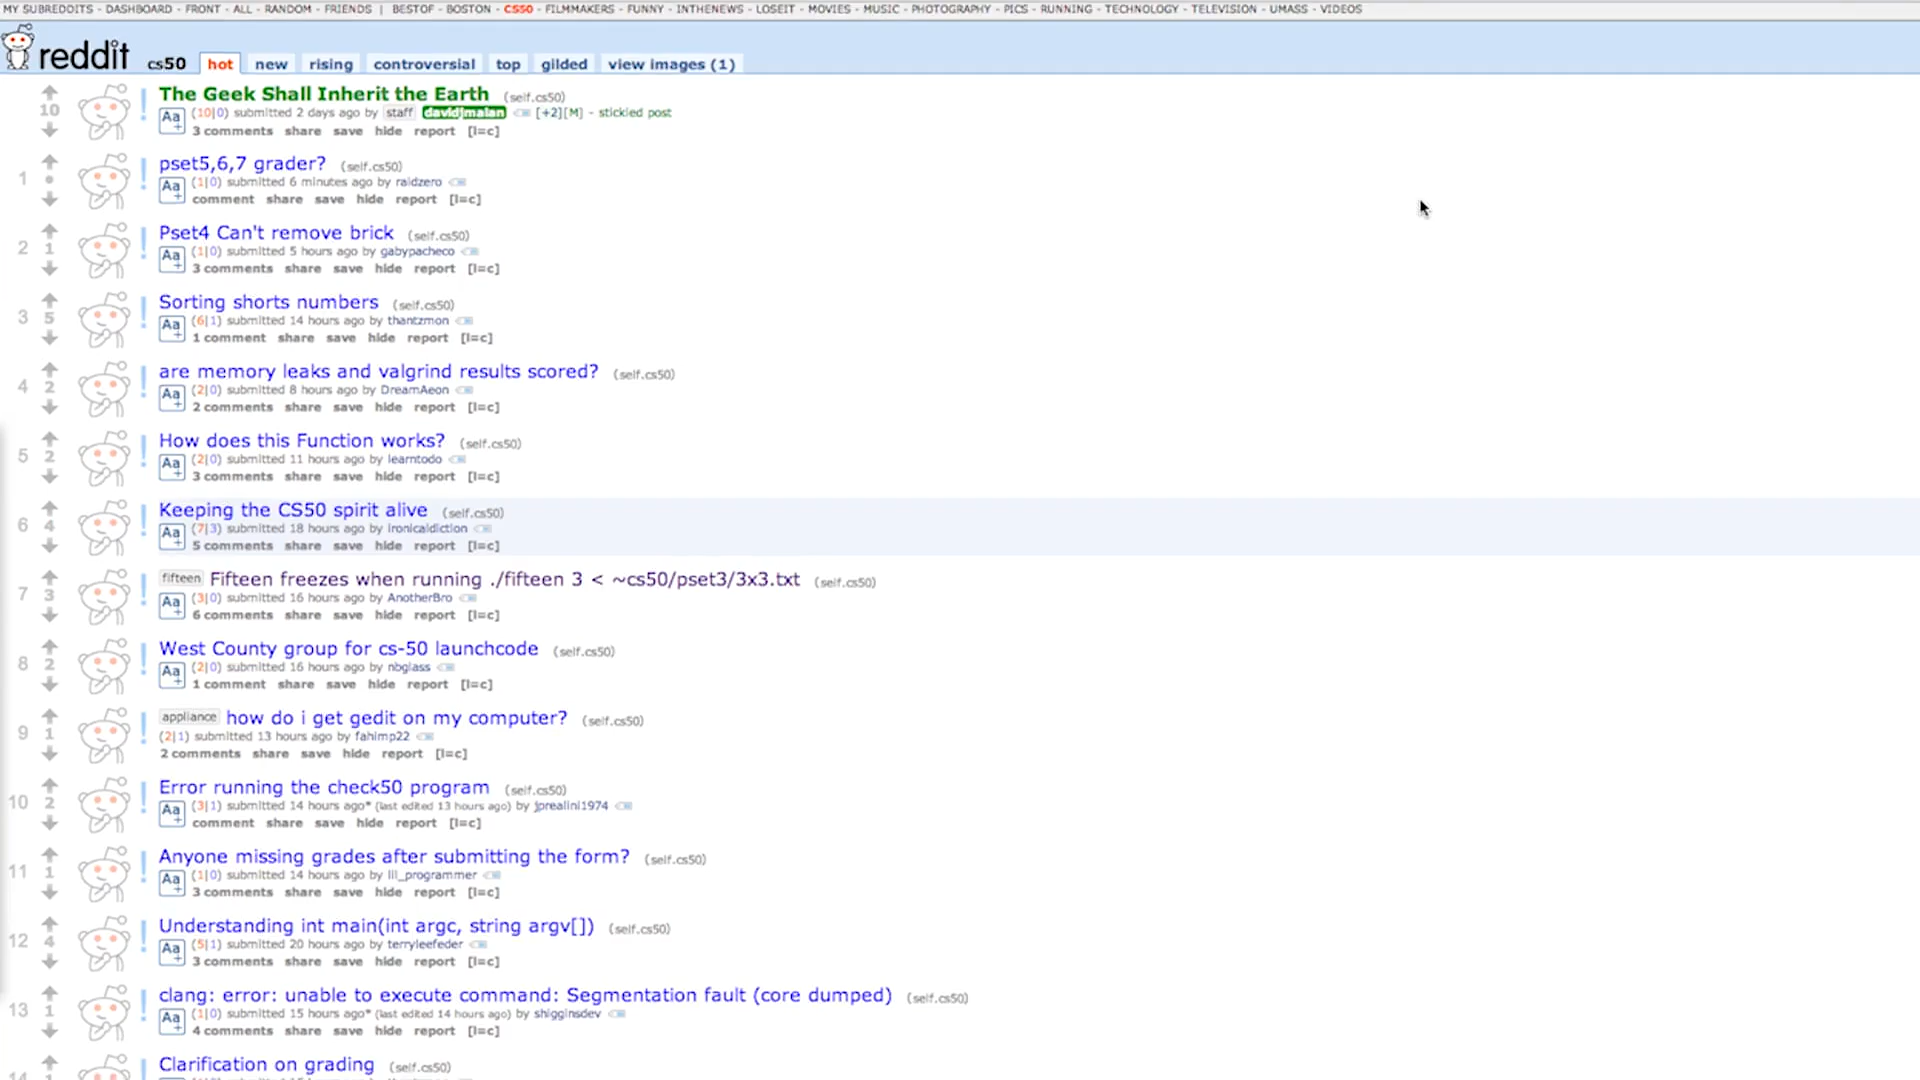 MY SUBREDDITS - DASHBOARD - FRONT - ALL - RANDOM - FRIENDS | BESTOF - BOSTON - CS50 - FILMMAKERS - FUNNY - INTHENEWS - LOSEIT - MOVIES - MUSIC - PHOTOGRAPHY - PICS - RUNNING - TECHNOLOGY - TELEVISION - UMASS - VIDEOS
reddit cs50 hot new rising controversial top gilded view images (1)
The Geek Shall Inherit the Earth (self.cs50)
10 Aa+ (10|0) submitted 2 days ago by staff davidjmalan [+2][M] - stickied post
3 comments share save hide report [l=c]
pset5,6,7 grader? (self.cs50)
1 • Aa+ (1|0) submitted 6 minutes ago by raidzero
comment share save hide report [l=c]
Pset4 Can't remove brick (self.cs50)
2 1 Aa+ (1|0) submitted 5 hours ago by gabypacheco
3 comments share save hide report [l=c]
Sorting shorts numbers (self.cs50)
3 5 Aa+ (6|1) submitted 14 hours ago by thantzmon
1 comment share save hide report [l=c]
are memory leaks and valgrind results scored? (self.cs50)
4 2 Aa+ (2|0) submitted 8 hours ago by DreamAeon
2 comments share save hide report [l=c]
How does this Function works? (self.cs50)
5 2 Aa+ (2|0) submitted 11 hours ago by learntodo
3 comments share save hide report [l=c]
Keeping the CS50 spirit alive (self.cs50)
6 4 Aa+ (7|3) submitted 18 hours ago by ironicaldiction
5 comments share save hide report [l=c]
fifteen Fifteen freezes when running ./fifteen 3 < ~cs50/pset3/3x3.txt (self.cs50)
7 3 Aa+ (3|0) submitted 16 hours ago by AnotherBro
6 comments share save hide report [l=c]
West County group for cs-50 launchcode (self.cs50)
8 2 Aa+ (2|0) submitted 16 hours ago by nbglass
1 comment share save hide report [l=c]
appliance how do i get gedit on my computer? (self.cs50)
9 1 (2|1) submitted 13 hours ago by fahimp22
2 comments share save hide report [l=c]
Error running the check50 program (self.cs50)
10 2 Aa+ (3|1) submitted 14 hours ago* (last edited 13 hours ago) by jprealini1974
comment share save hide report [l=c]
Anyone missing grades after submitting the form? (self.cs50)
11 1 Aa+ (1|0) submitted 14 hours ago by lil_programmer
3 comments share save hide report [l=c]
Understanding int main(int argc, string argv[]) (self.cs50)
12 4 Aa+ (5|1) submitted 20 hours ago by terryleefeder
3 comments share save hide report [l=c]
clang: error: unable to execute command: Segmentation fault (core dumped) (self.cs50)
13 1 Aa+ (1|0) submitted 15 hours ago* (last edited 14 hours ago) by shigginsdev
4 comments share save hide report [l=c]
Clarification on grading (self.cs50)